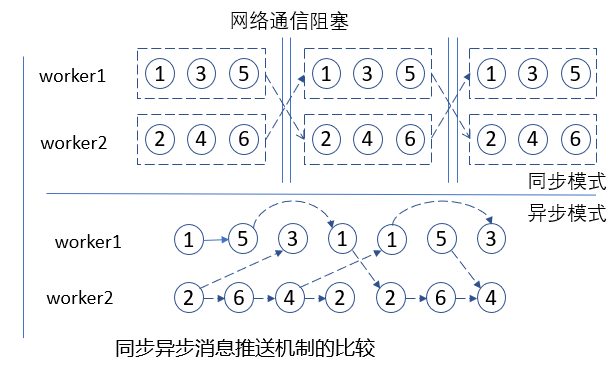 网络通信阻塞
worker1 1 3 5 1 3 5 1 3 5
worker2 2 4 6 2 4 6 2 4 6
同步模式
异步模式
worker1 1 5 3 1 1 5 3
worker2 2 6 4 2 2 6 4
同步异步消息推送机制的比较